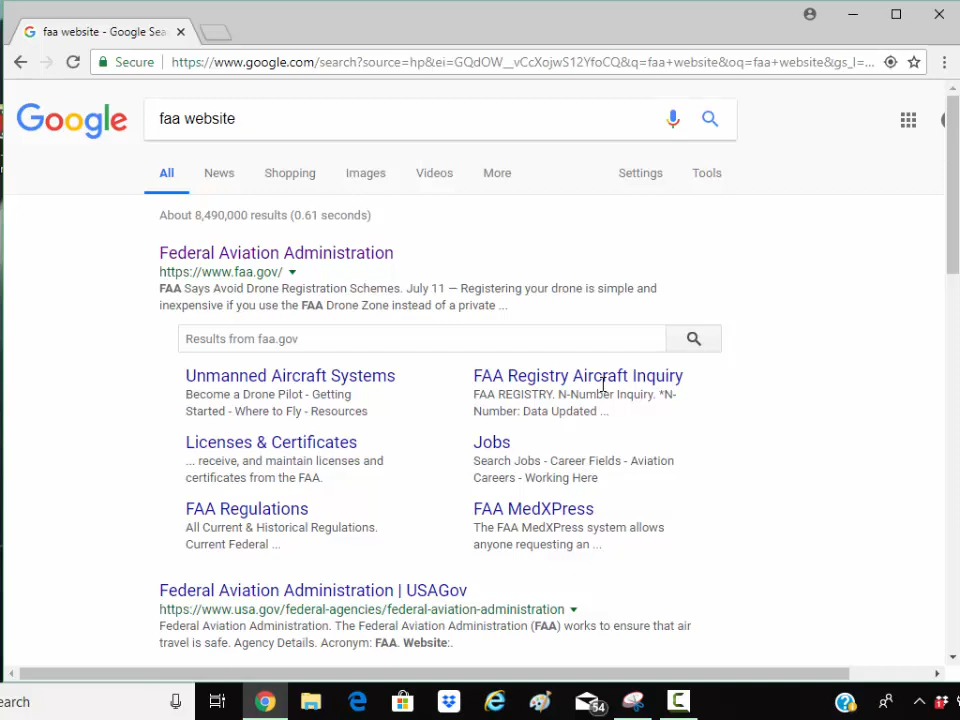 faa website - Google Sea
Secure
https://www.google.com/search?source=hp&ei=GQdOW__vCcXojwS12YfoCQ&q=faa+website&oq=faa+website&gs_l=...
Google
faa website
All
News
Shopping
Images
Videos
More
Settings
Tools
About 8,490,000 results (0.61 seconds)
Federal Aviation Administration
https://www.faa.gov/
FAA Says Avoid Drone Registration Schemes. July 11 — Registering your drone is simple and
inexpensive if you use the FAA Drone Zone instead of a private ...
Results from faa.gov
Unmanned Aircraft Systems
Become a Drone Pilot - Getting
Started - Where to Fly - Resources
FAA Registry Aircraft Inquiry
FAA REGISTRY. N-Number Inquiry. *N-
Number: Data Updated ...
Licenses & Certificates
... receive, and maintain licenses and
certificates from the FAA.
Jobs
Search Jobs - Career Fields - Aviation
Careers - Working Here
FAA Regulations
All Current & Historical Regulations.
Current Federal ...
FAA MedXPress
The FAA MedXPress system allows
anyone requesting an ...
Federal Aviation Administration | USAGov
https://www.usa.gov/federal-agencies/federal-aviation-administration
Federal Aviation Administration. The Federal Aviation Administration (FAA) works to ensure that air
travel is safe. Agency Details. Acronym: FAA. Website:.
earch
54